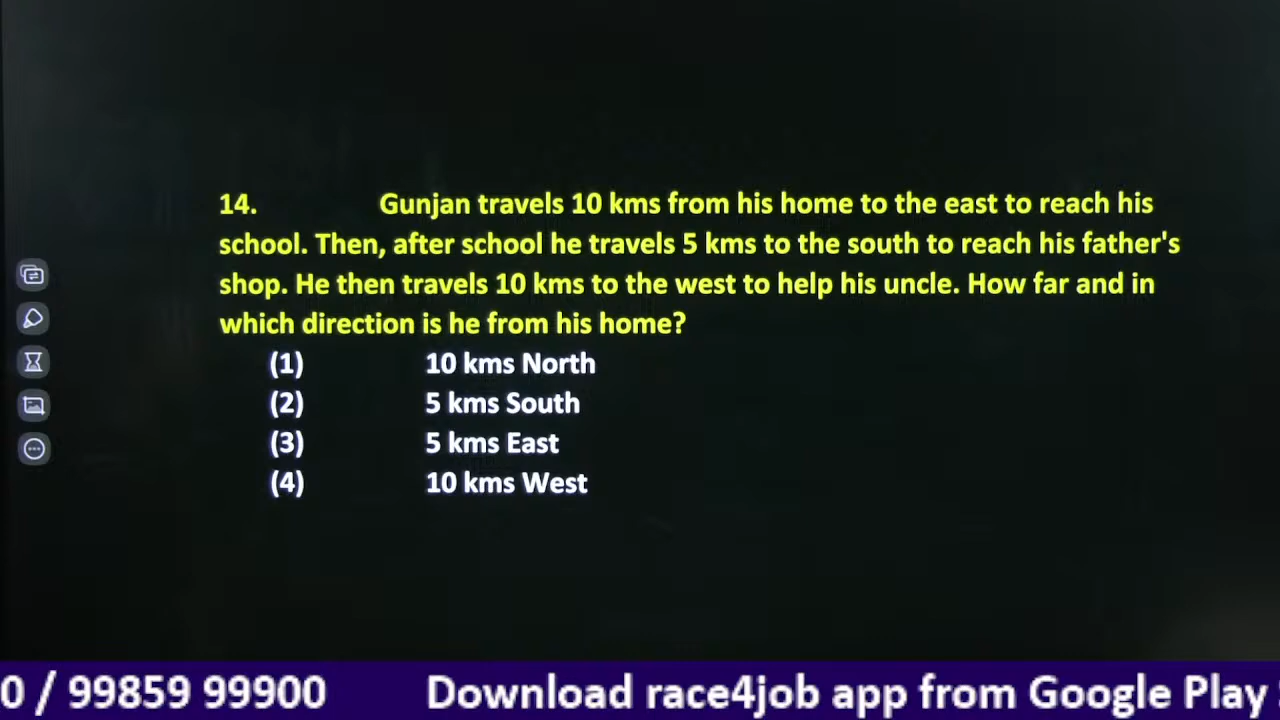 14. Gunjan travels 10 kms from his home to the east to reach his
school. Then, after school he travels 5 kms to the south to reach his father's
shop. He then travels 10 kms to the west to help his uncle. How far and in
which direction is he from his home?
(1) 10 kms North
(2) 5 kms South
(3) 5 kms East
(4) 10 kms West
0 / 99859 99900 Download race4job app from Google Play